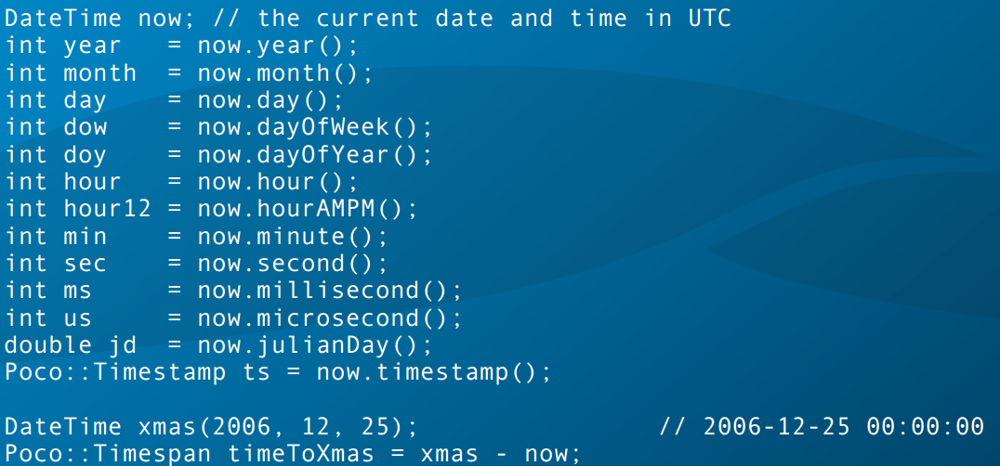 DateTime now; // the current date and time in UTC
int year   = now.year();
int month  = now.month();
int day    = now.day();
int dow    = now.dayOfWeek();
int doy    = now.dayOfYear();
int hour   = now.hour();
int hour12 = now.hourAMPM();
int min    = now.minute();
int sec    = now.second();
int ms     = now.millisecond();
int us     = now.microsecond();
double jd  = now.julianDay();
Poco::Timestamp ts = now.timestamp();

DateTime xmas(2006, 12, 25);                // 2006-12-25 00:00:00
Poco::Timespan timeToXmas = xmas - now;